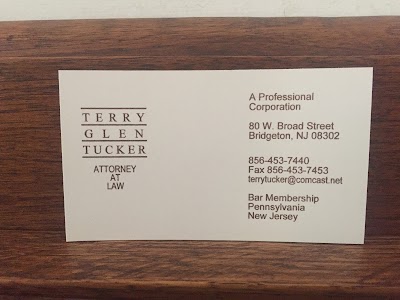 TERRY
GLEN
TUCKER
ATTORNEY
AT
LAW
A Professional
Corporation
80 W. Broad Street
Bridgeton, NJ 08302
856-453-7440
Fax 856-453-7453
terrytucker@comcast.net
Bar Membership
Pennsylvania
New Jersey